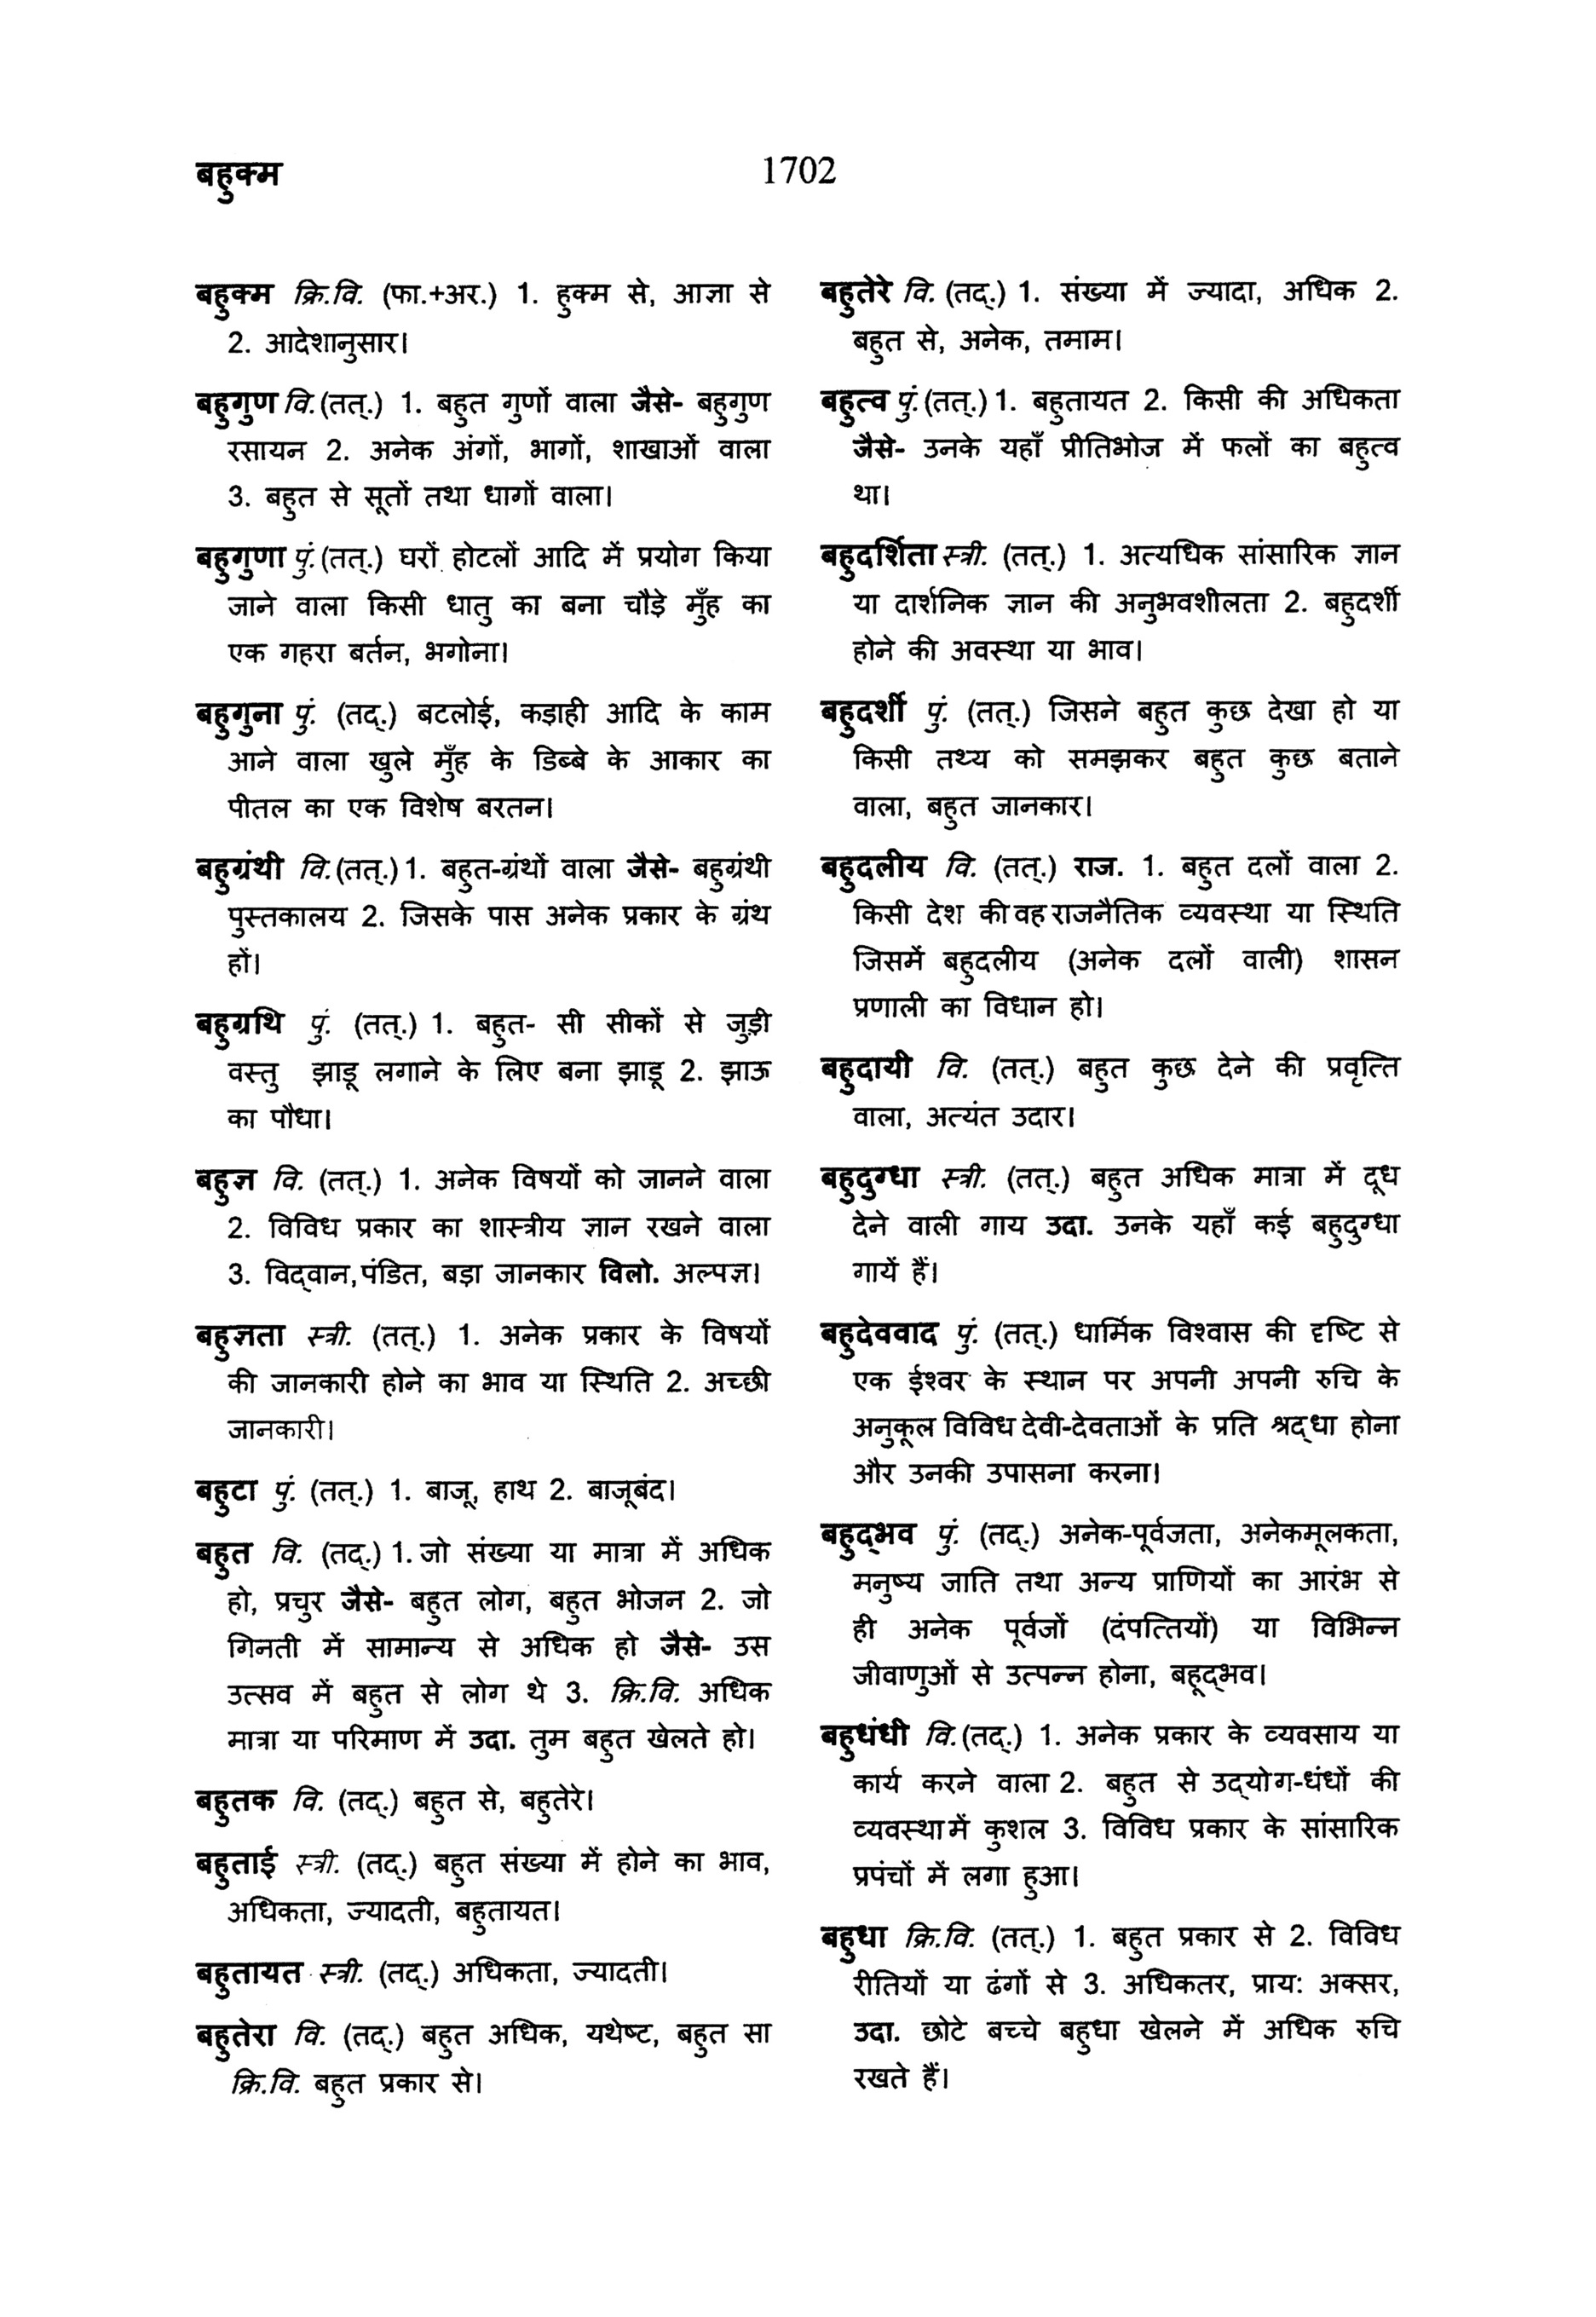 बहुक्म
1702
बहुक्म क्रि.वि. (फा.+अर.) 1. हुक्म से, आज्ञा से
2. आदेशानुसार।
बहुगुण वि.(तत्.) 1. बहुत गुणों वाला जैसे- बहुगुण
रसायन 2. अनेक अंगों, भागों, शाखाओं वाला
3. बहुत से सूतों तथा धागों वाला।
बहुगुणा पुं.(तत्.) घरों होटलों आदि में प्रयोग किया
जाने वाला किसी धातु का बना चौड़े मुँह का
एक गहरा बर्तन, भगोना।
बहुगुना पुं. (तद्.) बटलोई, कड़ाही आदि के काम
आने वाला खुले मुँह के डिब्बे के आकार का
पीतल का एक विशेष बरतन।
बहुग्रंथी वि.(तत्.) 1. बहुत-ग्रंथों वाला जैसे- बहुग्रंथी
पुस्तकालय 2. जिसके पास अनेक प्रकार के ग्रंथ
हों।
बहुग्रथि पुं. (तत्.) 1. बहुत- सी सीकों से जुड़ी
वस्तु झाडू लगाने के लिए बना झाडू 2. झाऊ
का पौधा।
बहुज्ञ वि. (तत्.) 1. अनेक विषयों को जानने वाला
2. विविध प्रकार का शास्त्रीय ज्ञान रखने वाला
3. विद्वान,पंडित, बड़ा जानकार विलो. अल्पज्ञ।
बहुज्ञता स्त्री. (तत्.) 1. अनेक प्रकार के विषयों
की जानकारी होने का भाव या स्थिति 2. अच्छी
जानकारी।
बहुटा पुं. (तत्.) 1. बाजू, हाथ 2. बाजूबंद।
बहुत वि. (तद्.) 1. जो संख्या या मात्रा में अधिक
हो, प्रचुर जैसे- बहुत लोग, बहुत भोजन 2. जो
गिनती में सामान्य से अधिक हो जैसे- उस
उत्सव में बहुत से लोग थे 3. क्रि.वि. अधिक
मात्रा या परिमाण में उदा. तुम बहुत खेलते हो।
बहुतक वि. (तद्.) बहुत से, बहुतेरे।
बहुताई स्त्री. (तद्.) बहुत संख्या में होने का भाव,
अधिकता, ज्यादती, बहुतायत।
बहुतायत स्त्री. (तद्.) अधिकता, ज्यादती।
बहुतेरा वि. (तद्.) बहुत अधिक, यथेष्ट, बहुत सा
क्रि.वि. बहुत प्रकार से।
बहुतेरे वि. (तद्.) 1. संख्या में ज्यादा, अधिक 2.
बहुत से, अनेक, तमाम।
बहुत्व पुं.(तत्.) 1. बहुतायत 2. किसी की अधिकता
जैसे- उनके यहाँ प्रीतिभोज में फलों का बहुत्व
था।
बहुदर्शिता स्त्री. (तत्.) 1. अत्यधिक सांसारिक ज्ञान
या दार्शनिक ज्ञान की अनुभवशीलता 2. बहुदर्शी
होने की अवस्था या भाव।
बहुदर्शी पुं. (तत्.) जिसने बहुत कुछ देखा हो या
किसी तथ्य को समझकर बहुत कुछ बताने
वाला, बहुत जानकार।
बहुदलीय वि. (तत्.) राज. 1. बहुत दलों वाला 2.
किसी देश की वह राजनैतिक व्यवस्था या स्थिति
जिसमें बहुदलीय (अनेक दलों वाली) शासन
प्रणाली का विधान हो।
बहुदायी वि. (तत्.) बहुत कुछ देने की प्रवृत्ति
वाला, अत्यंत उदार।
बहुदुग्धा स्त्री. (तत्.) बहुत अधिक मात्रा में दूध
देने वाली गाय उदा. उनके यहाँ कई बहुदुग्धा
गायें हैं।
बहुदेववाद पुं. (तत्.) धार्मिक विश्वास की दृष्टि से
एक ईश्वर के स्थान पर अपनी अपनी रुचि के
अनुकूल विविध देवी-देवताओं के प्रति श्रद्धा होना
और उनकी उपासना करना।
बहुद्भव पुं. (तद्.) अनेक-पूर्वजता, अनेकमूलकता,
मनुष्य जाति तथा अन्य प्राणियों का आरंभ से
ही अनेक पूर्वजों (दंपत्तियों) या विभिन्न
जीवाणुओं से उत्पन्न होना, बहूद्भव।
बहुधंधी वि.(तद्.) 1. अनेक प्रकार के व्यवसाय या
कार्य करने वाला 2. बहुत से उद्योग-धंधों की
व्यवस्था में कुशल 3. विविध प्रकार के सांसारिक
प्रपंचों में लगा हुआ।
बहुधा क्रि.वि. (तत्.) 1. बहुत प्रकार से 2. विविध
रीतियों या ढंगों से 3. अधिकतर, प्राय: अक्सर,
उदा. छोटे बच्चे बहुधा खेलने में अधिक रुचि
रखते हैं।